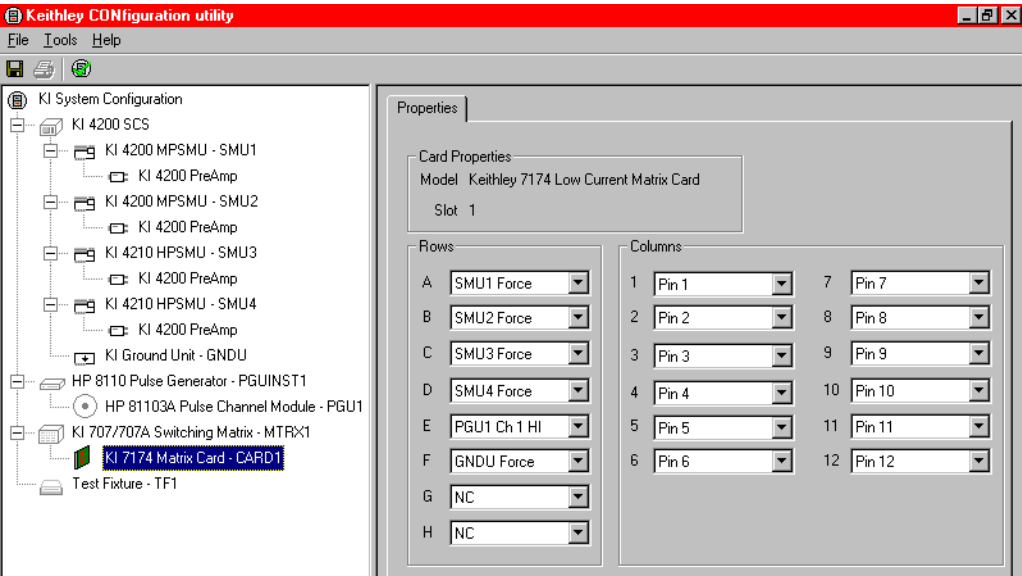 Keithley CONfiguration utility
File Tools Help
KI System Configuration
KI 4200 SCS
KI 4200 MPSMU - SMU1
KI 4200 PreAmp
KI 4200 MPSMU - SMU2
KI 4200 PreAmp
KI 4210 HPSMU - SMU3
KI 4200 PreAmp
KI 4210 HPSMU - SMU4
KI 4200 PreAmp
KI Ground Unit - GNDU
HP 8110 Pulse Generator - PGUINST1
HP 81103A Pulse Channel Module - PGU1
KI 707/707A Switching Matrix - MTRX1
KI 7174 Matrix Card - CARD1
Test Fixture - TF1
Properties
Card Properties
Model Keithley 7174 Low Current Matrix Card
Slot 1
Rows
A SMU1 Force
B SMU2 Force
C SMU3 Force
D SMU4 Force
E PGU1 Ch 1 HI
F GNDU Force
G NC
H NC
Columns
1 Pin 1 7 Pin 7
2 Pin 2 8 Pin 8
3 Pin 3 9 Pin 9
4 Pin 4 10 Pin 10
5 Pin 5 11 Pin 11
6 Pin 6 12 Pin 12